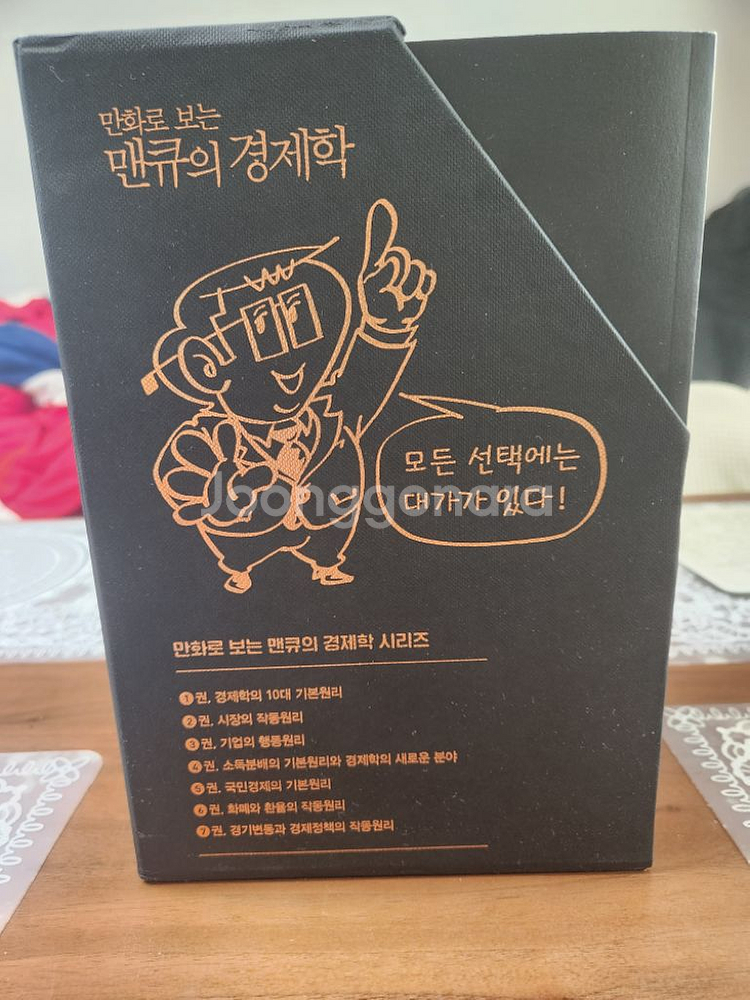 만화로 보는
맨큐의 경제학
모든 선택에는
대가가 있다!
Joonggonara
만화로 보는 맨큐의 경제학 시리즈
1권. 경제학의 10대 기본원리
2권. 시장의 작동원리
3권. 기업의 행동원리
4권. 소득분배의 기본원리와 경제학의 새로운 분야
5권. 국민경제의 기본원리
6권. 화폐와 환율의 작동원리
7권. 경기변동과 경제정책의 작동원리